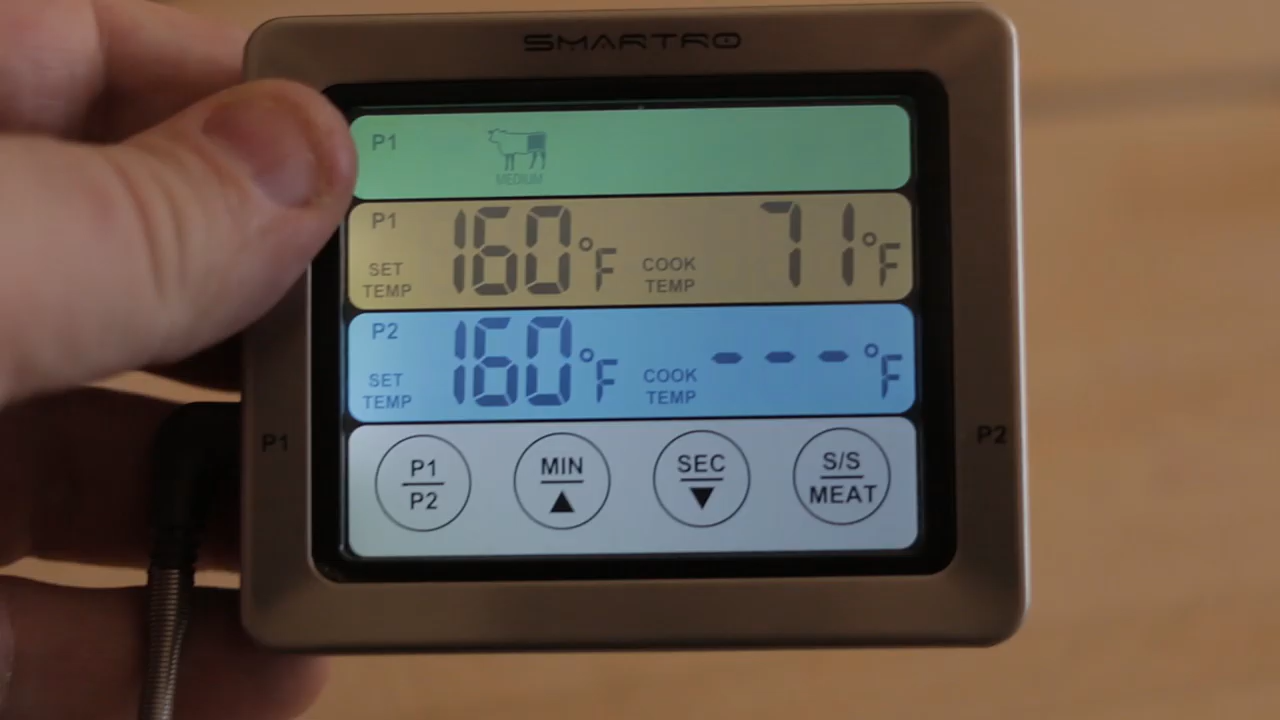 SMARTRO
P1
MEDIUM
P1
SET TEMP 160°F COOK TEMP 71°F
P2
SET TEMP 160°F COOK TEMP - - - °F
P1 P2
P1 P2 MIN ▲ SEC ▼ S/S MEAT